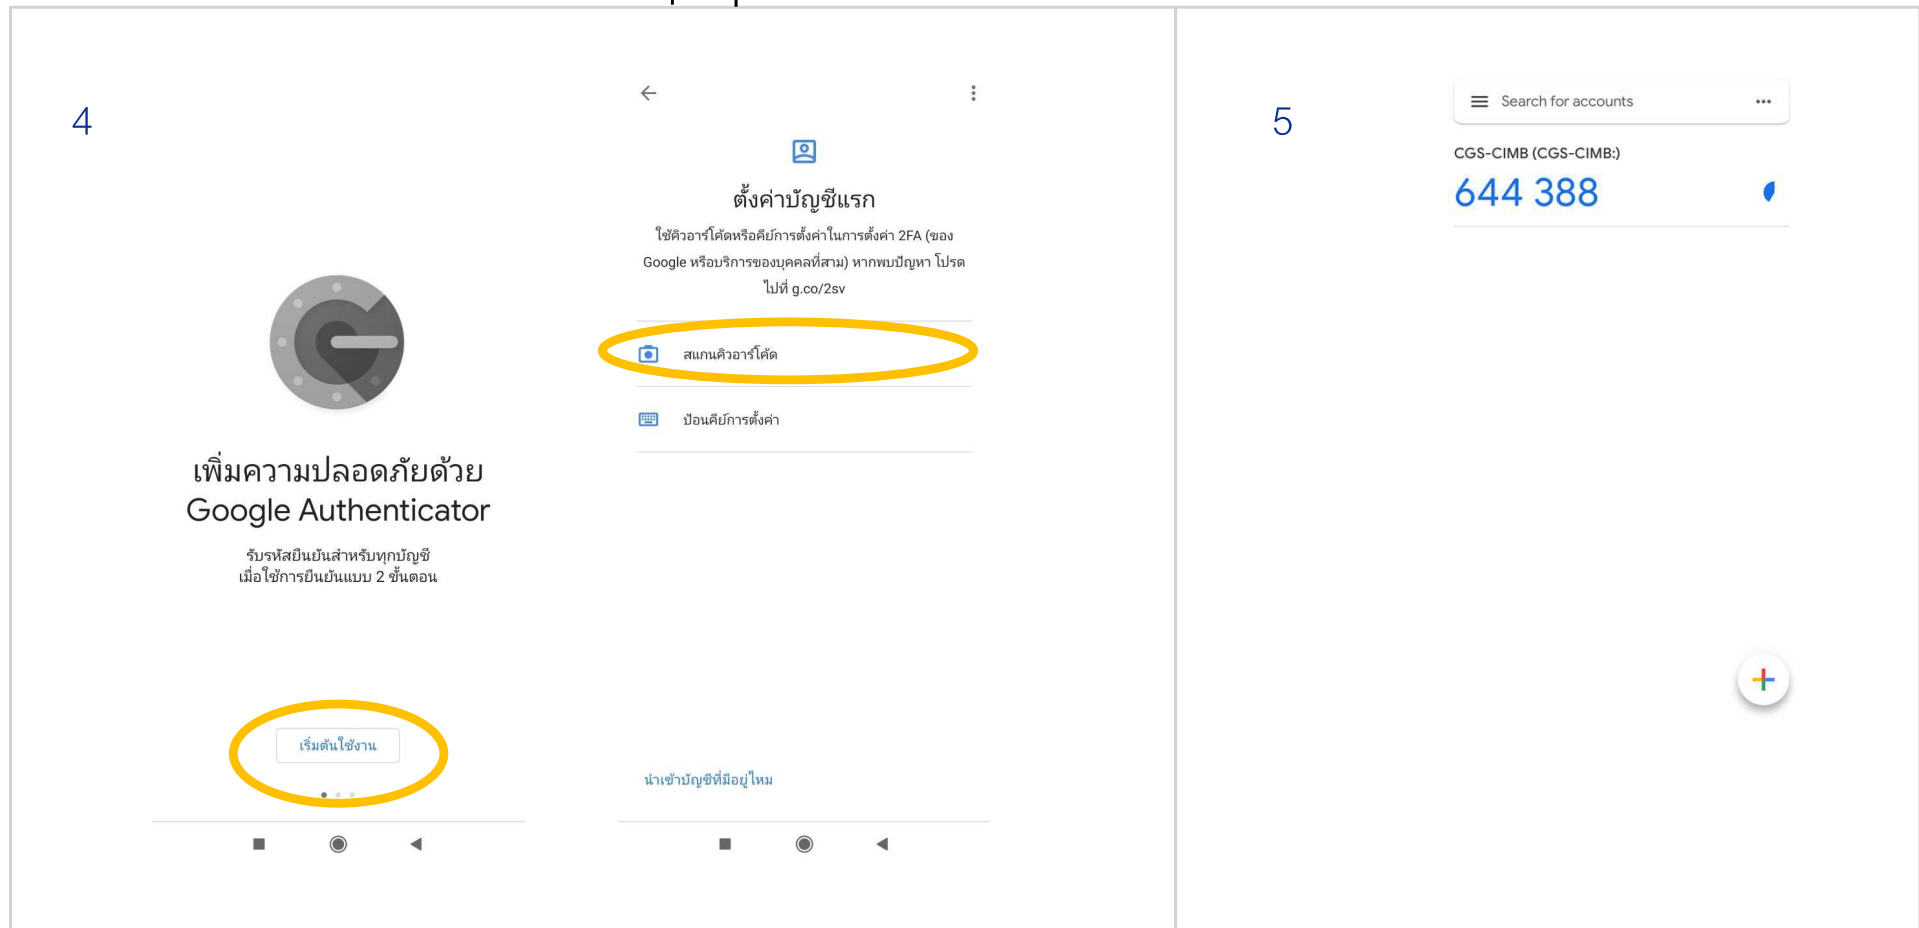 4
เพิ่มความปลอดภัยด้วย
Google Authenticator
รับรหัสยืนยันสำหรับทุกบัญชี
เมื่อใช้การยืนยันแบบ 2 ขั้นตอน
เริ่มต้นใช้งาน
ตั้งค่าบัญชีแรก
ใช้คิวอาร์โค้ดหรือคีย์การตั้งค่าในการตั้งค่า 2FA (ของ
Google หรือบริการของบุคคลที่สาม) หากพบปัญหา โปรด
ไปที่ g.co/2sv
สแกนคิวอาร์โค้ด
ป้อนคีย์การตั้งค่า
นำเข้าบัญชีที่มีอยู่ไหม
5
Search for accounts
CGS-CIMB (CGS-CIMB:)
644 388